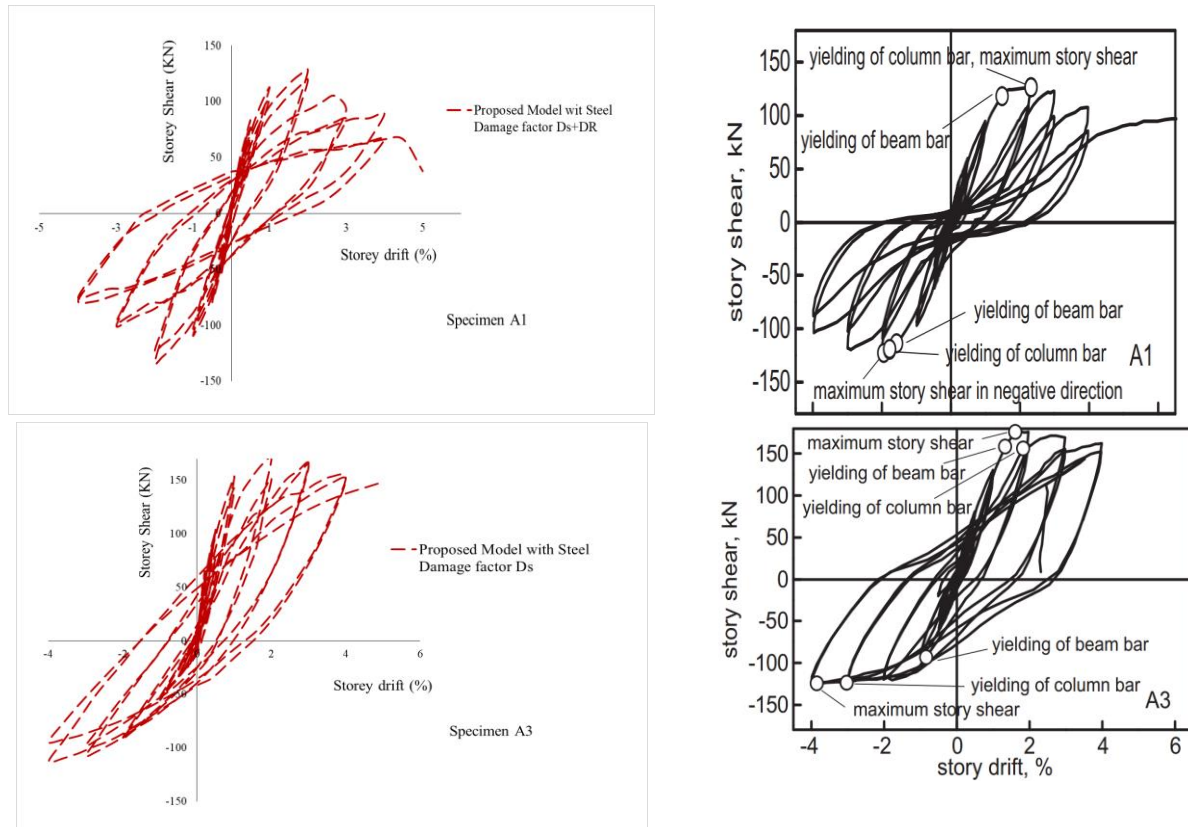 150
100
50
0
-50
-100
-150
-5
-3
-1
1
3
5
Storey Shear (KN)
Storey drift (%)
Proposed Model wit Steel
Damage factor Ds+DR
Specimen A1
150
100
50
0
-50
-100
-150
story shear, kN
yielding of column bar, maximum story shear
yielding of beam bar
yielding of beam bar
yielding of column bar
A1
maximum story shear in negative direction
150
100
50
0
-50
-100
-150
-4
-2
0
2
4
6
Storey Shear (KN)
Storey drift (%)
Proposed Model with Steel
Damage factor Ds
Specimen A3
150
100
50
0
-50
-100
-150
story shear, kN
maximum story shear
yielding of beam bar
yielding of column bar
yielding of beam bar
yielding of column bar
A3
maximum story shear
-4
-2
0
2
4
6
story drift, %